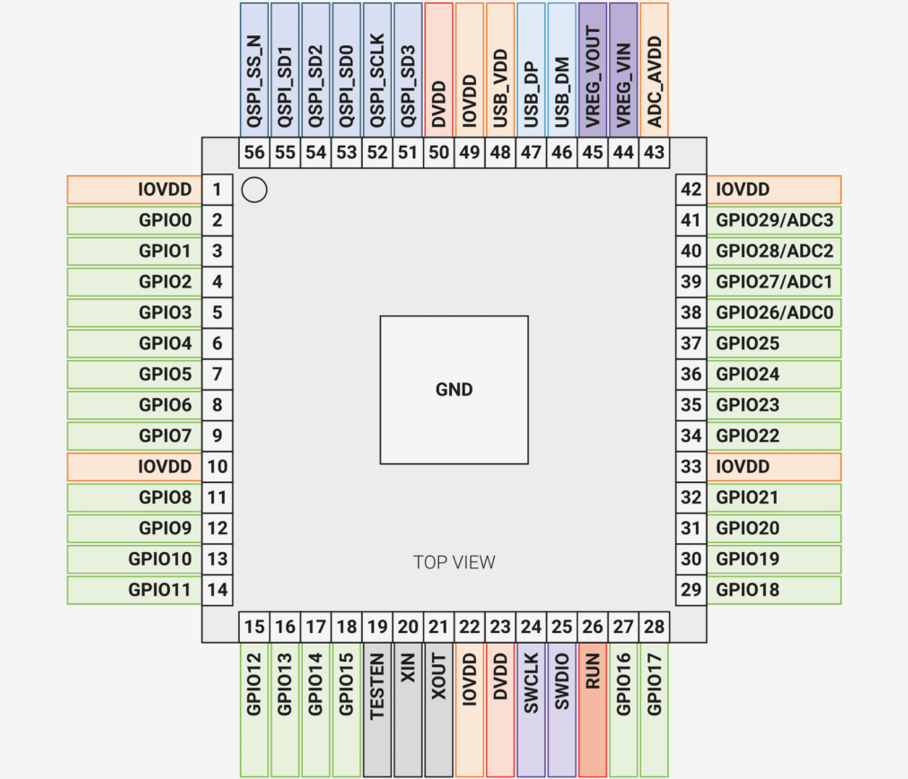 QSPI_SS_N
QSPI_SD1
QSPI_SD2
QSPI_SD0
QSPI_SCLK
QSPI_SD3
DVDD
IOVDD
USB_VDD
USB_DP
USB_DM
VREG_VOUT
VREG_VIN
ADC_AVDD
56 55 54 53 52 51 50 49 48 47 46 45 44 43
IOVDD 1
GPIO0 2
GPIO1 3
GPIO2 4
GPIO3 5
GPIO4 6
GPIO5 7
GPIO6 8
GPIO7 9
IOVDD 10
GPIO8 11
GPIO9 12
GPIO10 13
GPIO11 14
42 IOVDD
41 GPIO29/ADC3
40 GPIO28/ADC2
39 GPIO27/ADC1
38 GPIO26/ADC0
37 GPIO25
36 GPIO24
35 GPIO23
34 GPIO22
33 IOVDD
32 GPIO21
31 GPIO20
30 GPIO19
29 GPIO18
GND
TOP VIEW
15 16 17 18 19 20 21 22 23 24 25 26 27 28
GPIO12
GPIO13
GPIO14
GPIO15
TESTEN
XIN
XOUT
IOVDD
DVDD
SWCLK
SWDIO
RUN
GPIO16
GPIO17